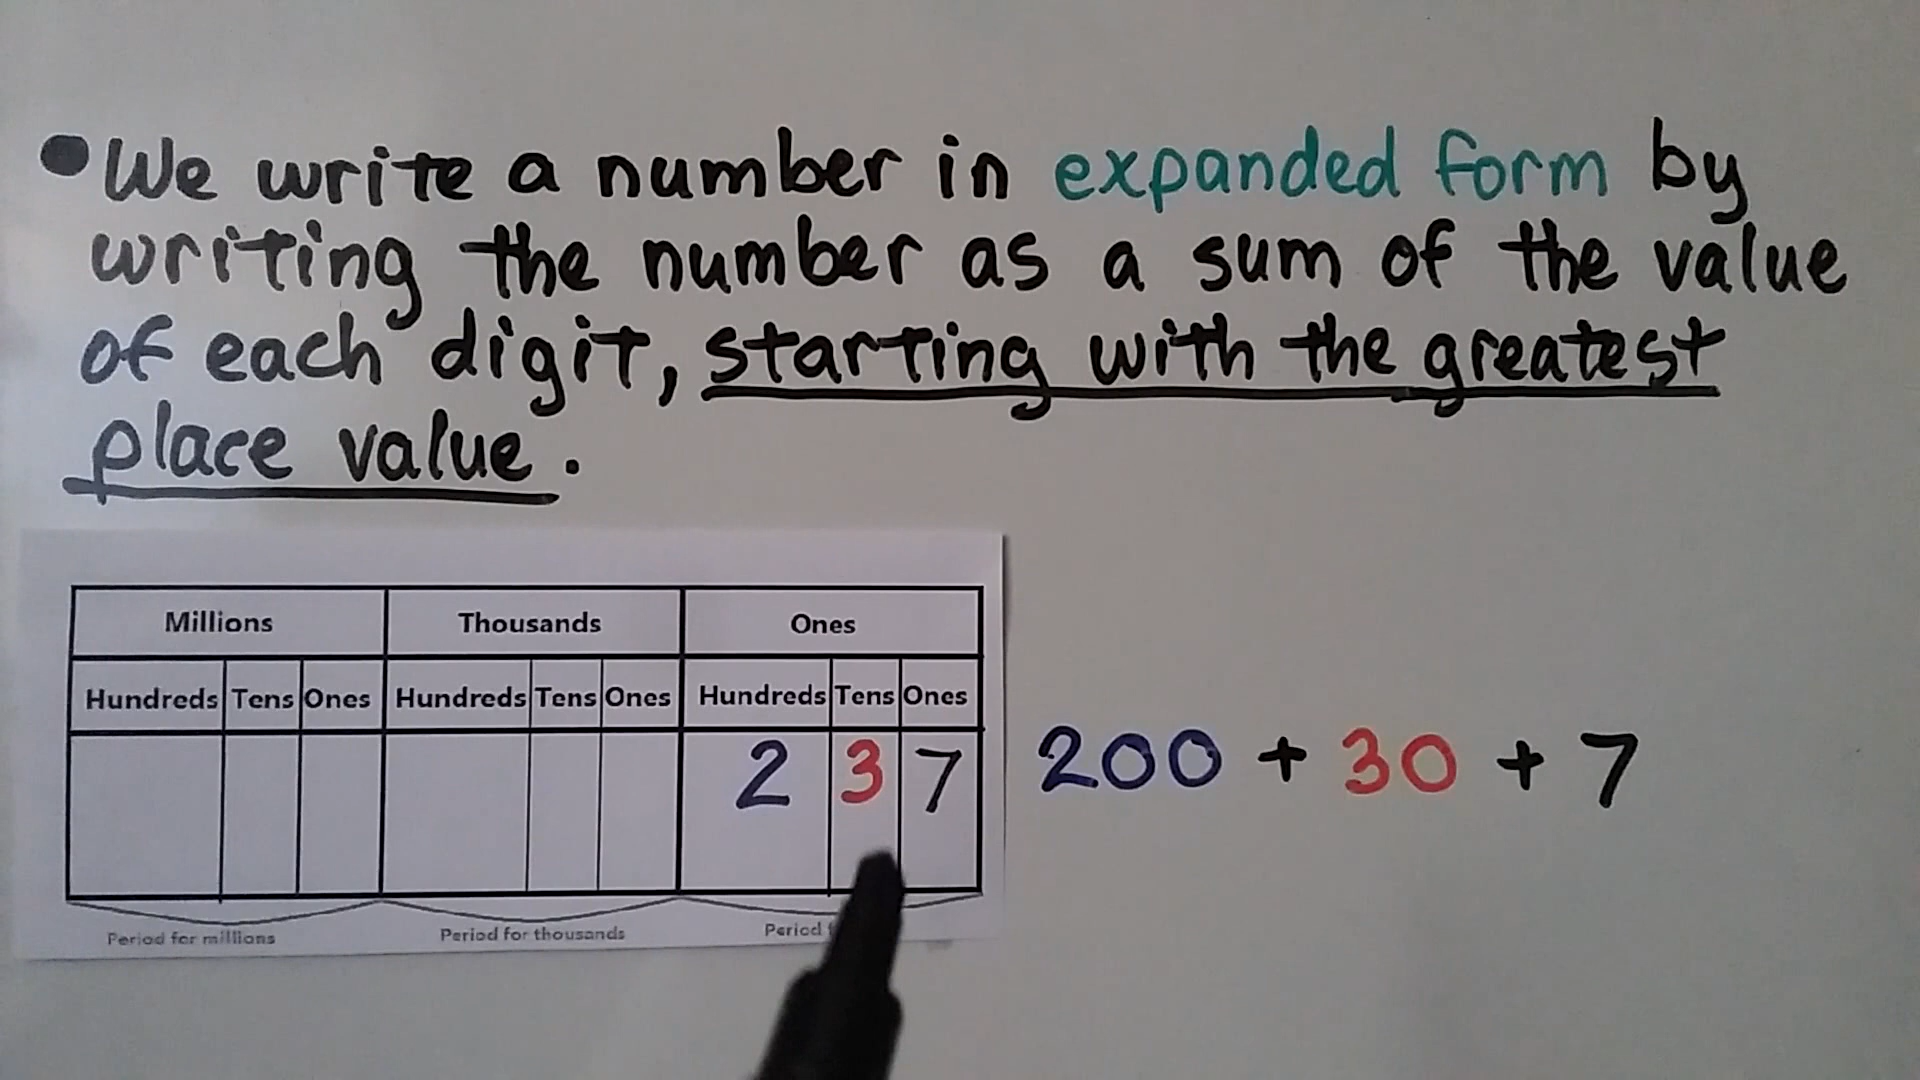 We write a number in expanded form by
writing the number as a sum of the value
of each digit, starting with the greatest
place value.
Millions Thousands Ones
Hundreds Tens Ones Hundreds Tens Ones Hundreds Tens Ones
2 3 7 200 + 30 + 7
Period for millions Period for thousands Period